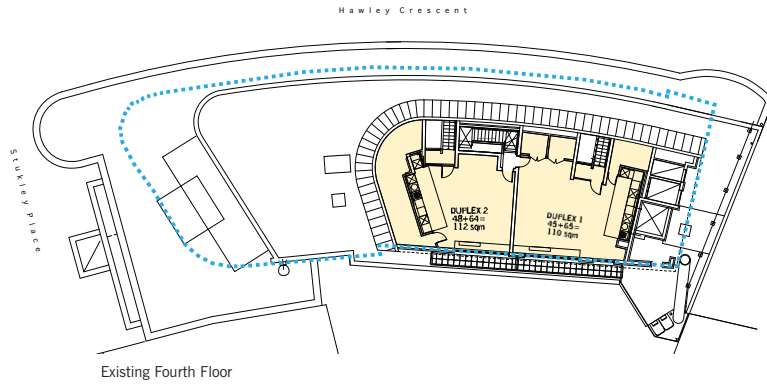 Hawley Crescent
Stukley Place
DUPLEX 2
48+64=
112 sqm
DUPLEX 1
45+65=
110 sqm
Existing Fourth Floor